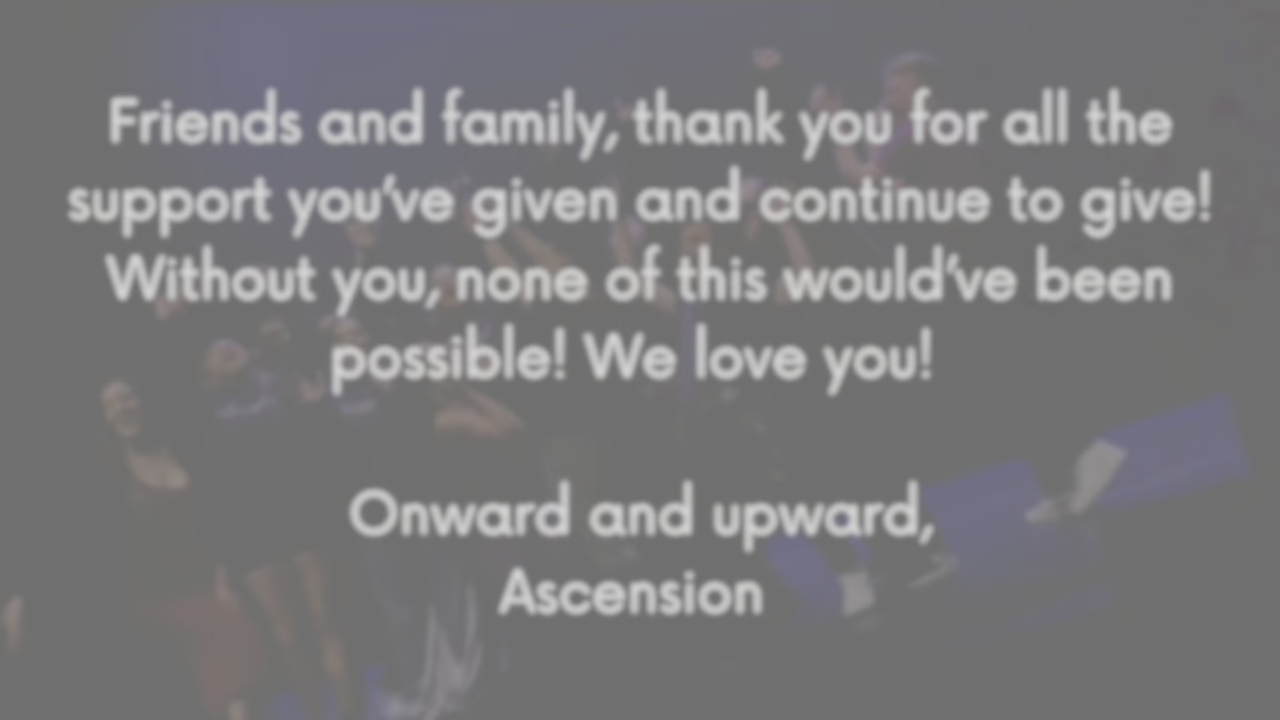 Friends and family, thank you for all the
support you've given and continue to give!
Without you, none of this would've been
possible! We love you!
Onward and upward,
Ascension